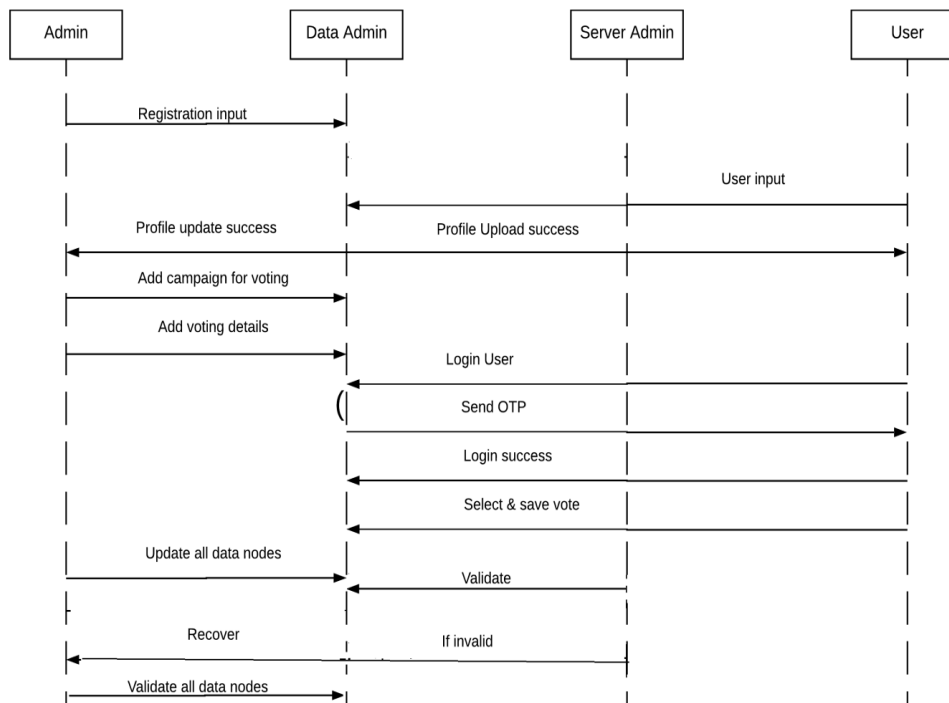 Admin
Data Admin
Server Admin
User
Registration input
User input
Profile update success
Profile Upload success
Add campaign for voting
Add voting details
Login User
(
Send OTP
Login success
Select & save vote
Update all data nodes
Validate
Recover
If invalid
Validate all data nodes